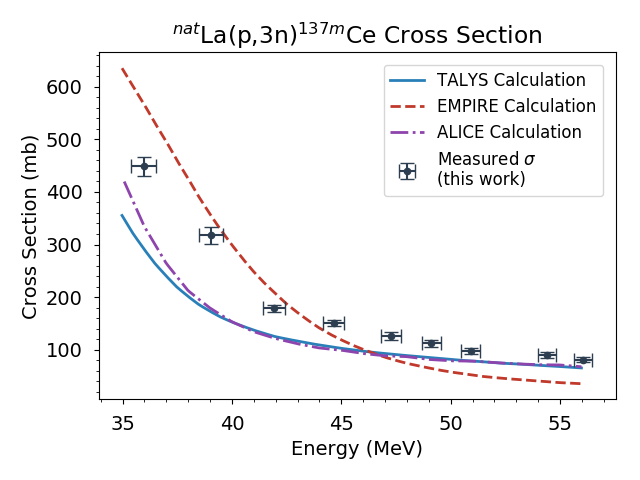 ⁿᵃᵗLa(p,3n)¹³⁷ᵐCe Cross Section
TALYS Calculation
EMPIRE Calculation
ALICE Calculation
Measured σ
(this work)
Cross Section (mb)
600
500
400
300
200
100
35 40 45 50 55
Energy (MeV)